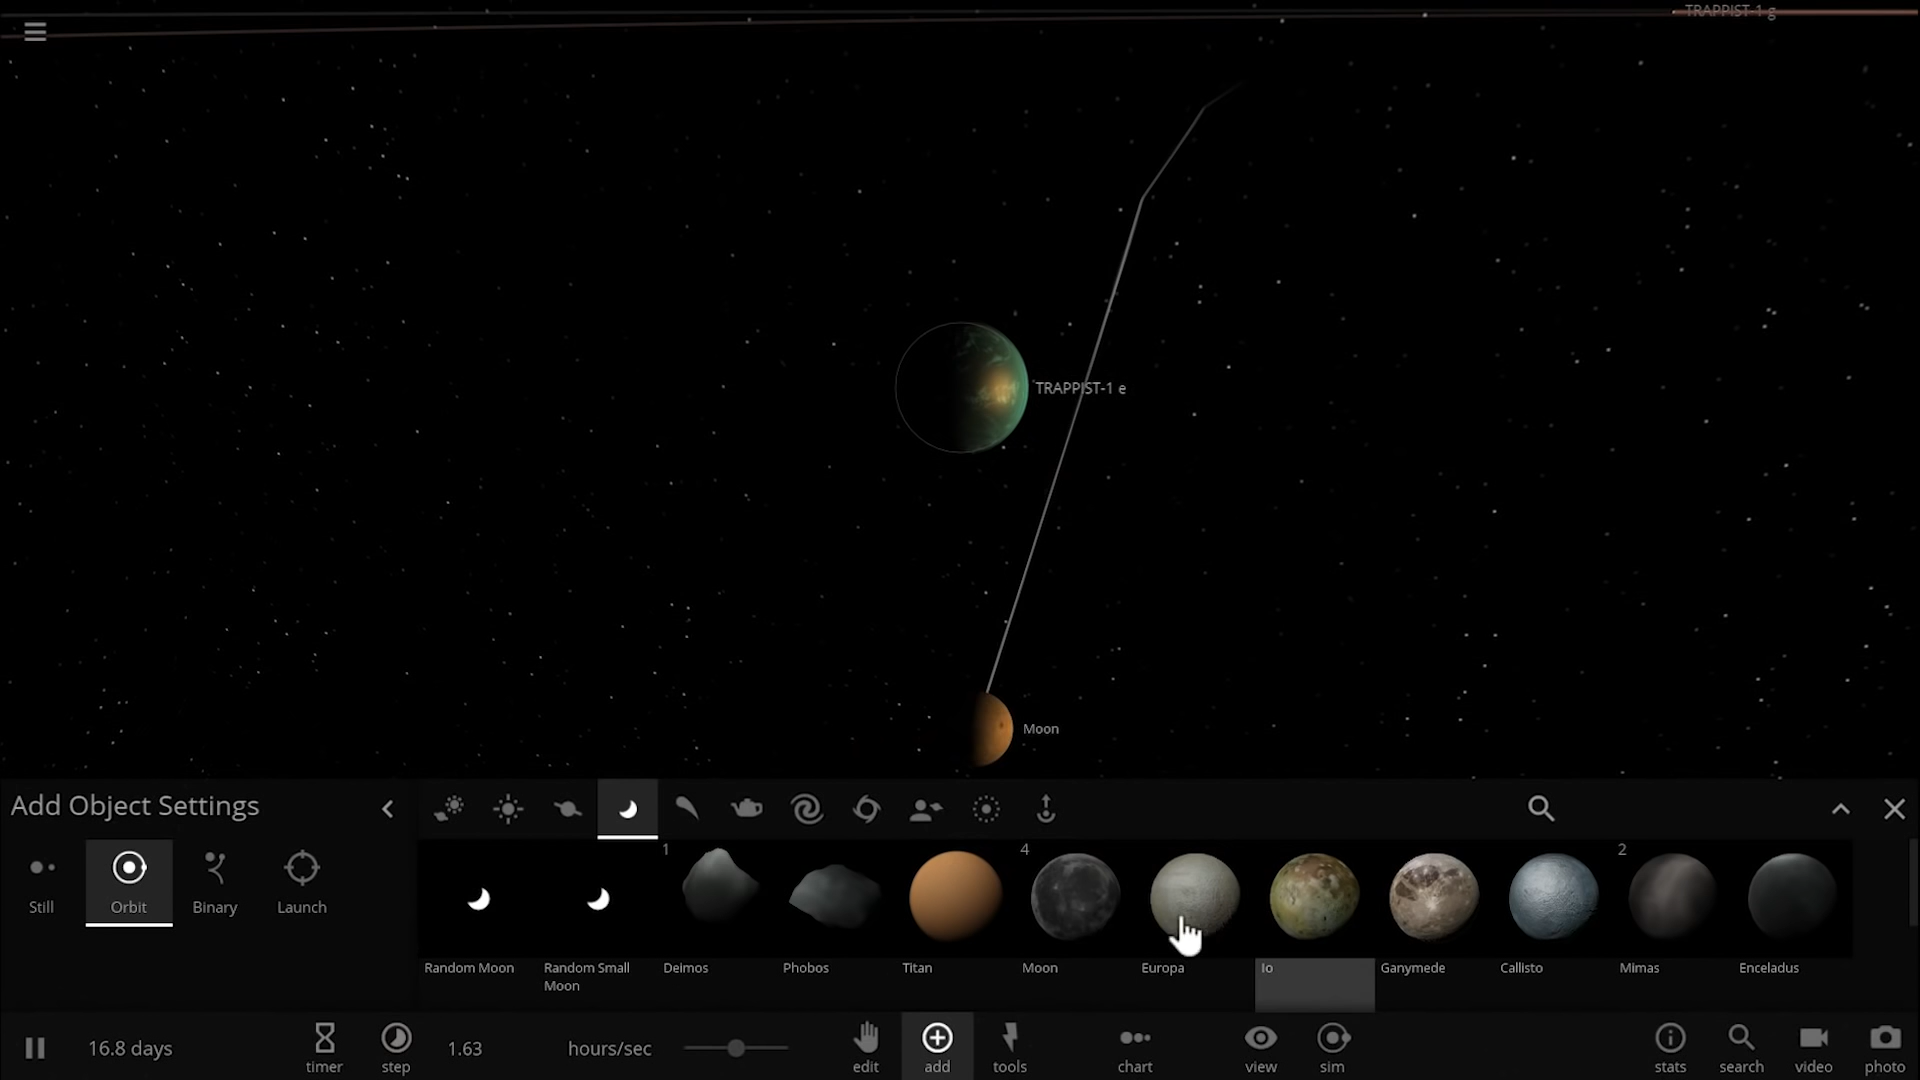 TRAPPIST-1 g
TRAPPIST-1 e
Moon
Add Object Settings
Still
Orbit
Binary
Launch
1
4
2
Random Moon
Random Small
Moon
Deimos
Phobos
Titan
Moon
Europa
Io
Ganymede
Callisto
Mimas
Enceladus
16.8 days
timer
step
1.63
hours/sec
edit
add
tools
chart
view
sim
stats
search
video
photo